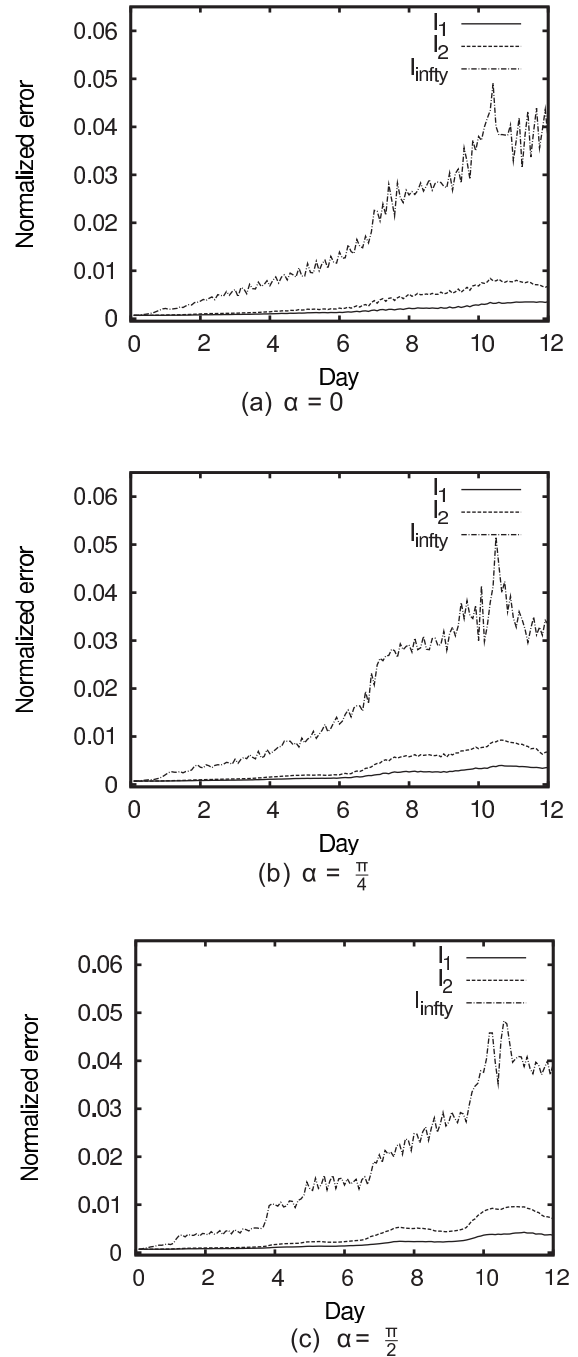 0.06
0.05
0.04
0.03
0.02
0.01
0
Normalized error
l1
l2
linfty
0 2 4 6 8 10 12
Day
(a) α = 0
0.06
0.05
0.04
0.03
0.02
0.01
0
Normalized error
l1
l2
linfty
0 2 4 6 8 10 12
Day
(b) α = π/4
0.06
0.05
0.04
0.03
0.02
0.01
0
Normalized error
l1
l2
linfty
0 2 4 6 8 10 12
Day
(c) α = π/2